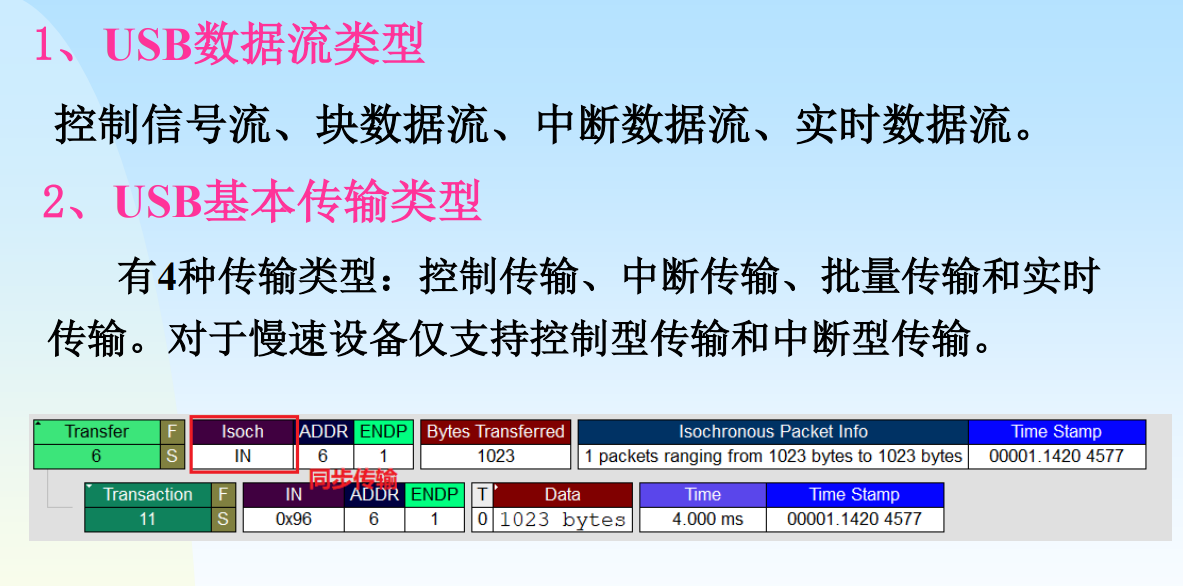 1、USB数据流类型
控制信号流、块数据流、中断数据流、实时数据流。
2、USB基本传输类型
有4种传输类型：控制传输、中断传输、批量传输和实时
传输。对于慢速设备仅支持控制型传输和中断型传输。
Transfer F Isoch ADDR ENDP Bytes Transferred Isochronous Packet Info Time Stamp
6 S IN 6 1 1023 1 packets ranging from 1023 bytes to 1023 bytes 00001.1420 4577
同步传输
Transaction F IN ADDR ENDP T Data Time Time Stamp
11 S 0x96 6 1 0 1023 bytes 4.000 ms 00001.1420 4577